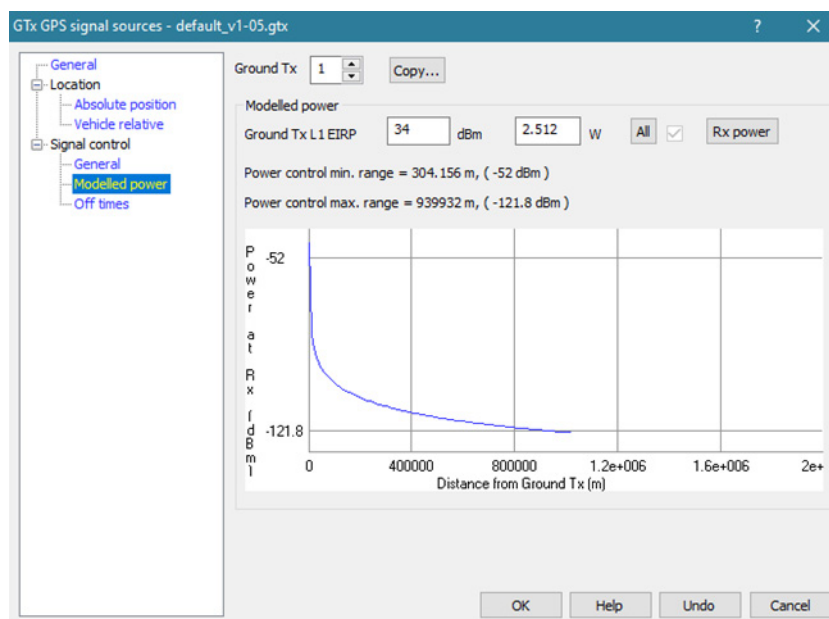 GTx GPS signal sources - default_v1-05.gtx ? X
General
Location
Absolute position
Vehicle relative
Signal control
General
Modelled power
Off times
Ground Tx 1 Copy...
Modelled power
Ground Tx L1 EIRP 34 dBm 2.512 W All Rx power
Power control min. range = 304.156 m, ( -52 dBm )
Power control max. range = 939932 m, ( -121.8 dBm )
Power at Rx (dBm)
-52
-121.8
0 400000 800000 1.2e+006 1.6e+006 2e+
Distance from Ground Tx (m)
OK Help Undo Cancel